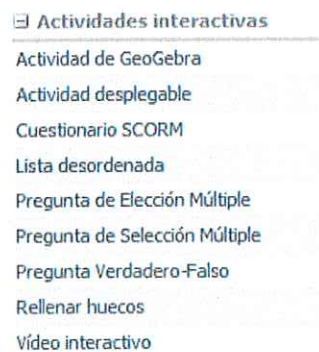 Actividades interactivas
Actividad de GeoGebra
Actividad desplegable
Cuestionario SCORM
Lista desordenada
Pregunta de Elección Múltiple
Pregunta de Selección Múltiple
Pregunta Verdadero-Falso
Rellenar huecos
Vídeo interactivo